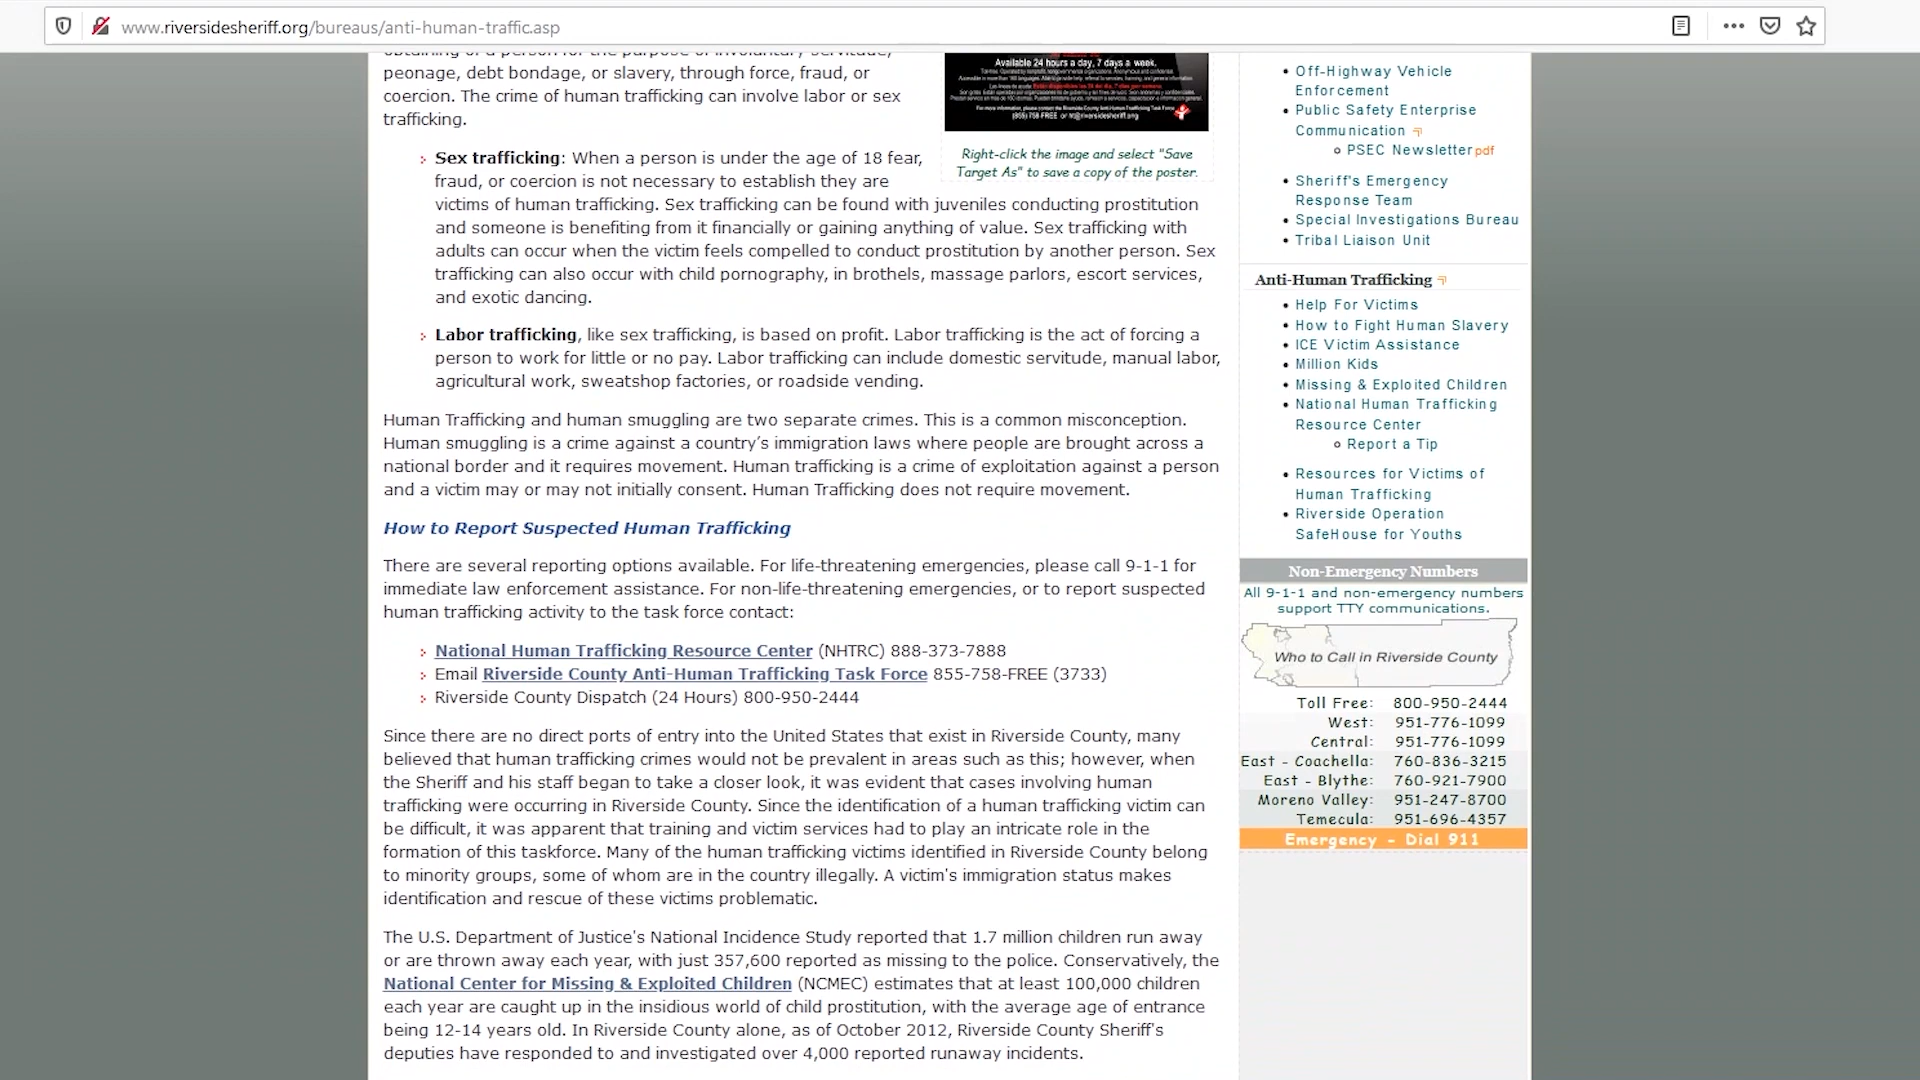 www.riversidesheriff.org/bureaus/anti-human-traffic.asp
obtaining of a person for the purpose of involuntary servitude,
peonage, debt bondage, or slavery, through force, fraud, or
coercion. The crime of human trafficking can involve labor or sex
trafficking.
Available 24 hours a day, 7 days a week.
(855) 758-FREE or ht@riversidesheriff.org
Right-click the image and select "Save
Target As" to save a copy of the poster.
Sex trafficking: When a person is under the age of 18 fear,
fraud, or coercion is not necessary to establish they are
victims of human trafficking. Sex trafficking can be found with juveniles conducting prostitution
and someone is benefiting from it financially or gaining anything of value. Sex trafficking with
adults can occur when the victim feels compelled to conduct prostitution by another person. Sex
trafficking can also occur with child pornography, in brothels, massage parlors, escort services,
and exotic dancing.
Labor trafficking, like sex trafficking, is based on profit. Labor trafficking is the act of forcing a
person to work for little or no pay. Labor trafficking can include domestic servitude, manual labor,
agricultural work, sweatshop factories, or roadside vending.
Human Trafficking and human smuggling are two separate crimes. This is a common misconception.
Human smuggling is a crime against a country’s immigration laws where people are brought across a
national border and it requires movement. Human trafficking is a crime of exploitation against a person
and a victim may or may not initially consent. Human Trafficking does not require movement.
How to Report Suspected Human Trafficking
There are several reporting options available. For life-threatening emergencies, please call 9-1-1 for
immediate law enforcement assistance. For non-life-threatening emergencies, or to report suspected
human trafficking activity to the task force contact:
National Human Trafficking Resource Center (NHTRC) 888-373-7888
Email Riverside County Anti-Human Trafficking Task Force 855-758-FREE (3733)
Riverside County Dispatch (24 Hours) 800-950-2444
Since there are no direct ports of entry into the United States that exist in Riverside County, many
believed that human trafficking crimes would not be prevalent in areas such as this; however, when
the Sheriff and his staff began to take a closer look, it was evident that cases involving human
trafficking were occurring in Riverside County. Since the identification of a human trafficking victim can
be difficult, it was apparent that training and victim services had to play an intricate role in the
formation of this taskforce. Many of the human trafficking victims identified in Riverside County belong
to minority groups, some of whom are in the country illegally. A victim's immigration status makes
identification and rescue of these victims problematic.
The U.S. Department of Justice's National Incidence Study reported that 1.7 million children run away
or are thrown away each year, with just 357,600 reported as missing to the police. Conservatively, the
National Center for Missing & Exploited Children (NCMEC) estimates that at least 100,000 children
each year are caught up in the insidious world of child prostitution, with the average age of entrance
being 12-14 years old. In Riverside County alone, as of October 2012, Riverside County Sheriff's
deputies have responded to and investigated over 4,000 reported runaway incidents.
Off-Highway Vehicle
Enforcement
Public Safety Enterprise
Communication
PSEC Newsletter pdf
Sheriff's Emergency
Response Team
Special Investigations Bureau
Tribal Liaison Unit
Anti-Human Trafficking
Help For Victims
How to Fight Human Slavery
ICE Victim Assistance
Million Kids
Missing & Exploited Children
National Human Trafficking
Resource Center
Report a Tip
Resources for Victims of
Human Trafficking
Riverside Operation
SafeHouse for Youths
Non-Emergency Numbers
All 9-1-1 and non-emergency numbers
support TTY communications.
Who to Call in Riverside County
Toll Free: 800-950-2444
West: 951-776-1099
Central: 951-776-1099
East - Coachella: 760-836-3215
East - Blythe: 760-921-7900
Moreno Valley: 951-247-8700
Temecula: 951-696-4357
Emergency - Dial 911